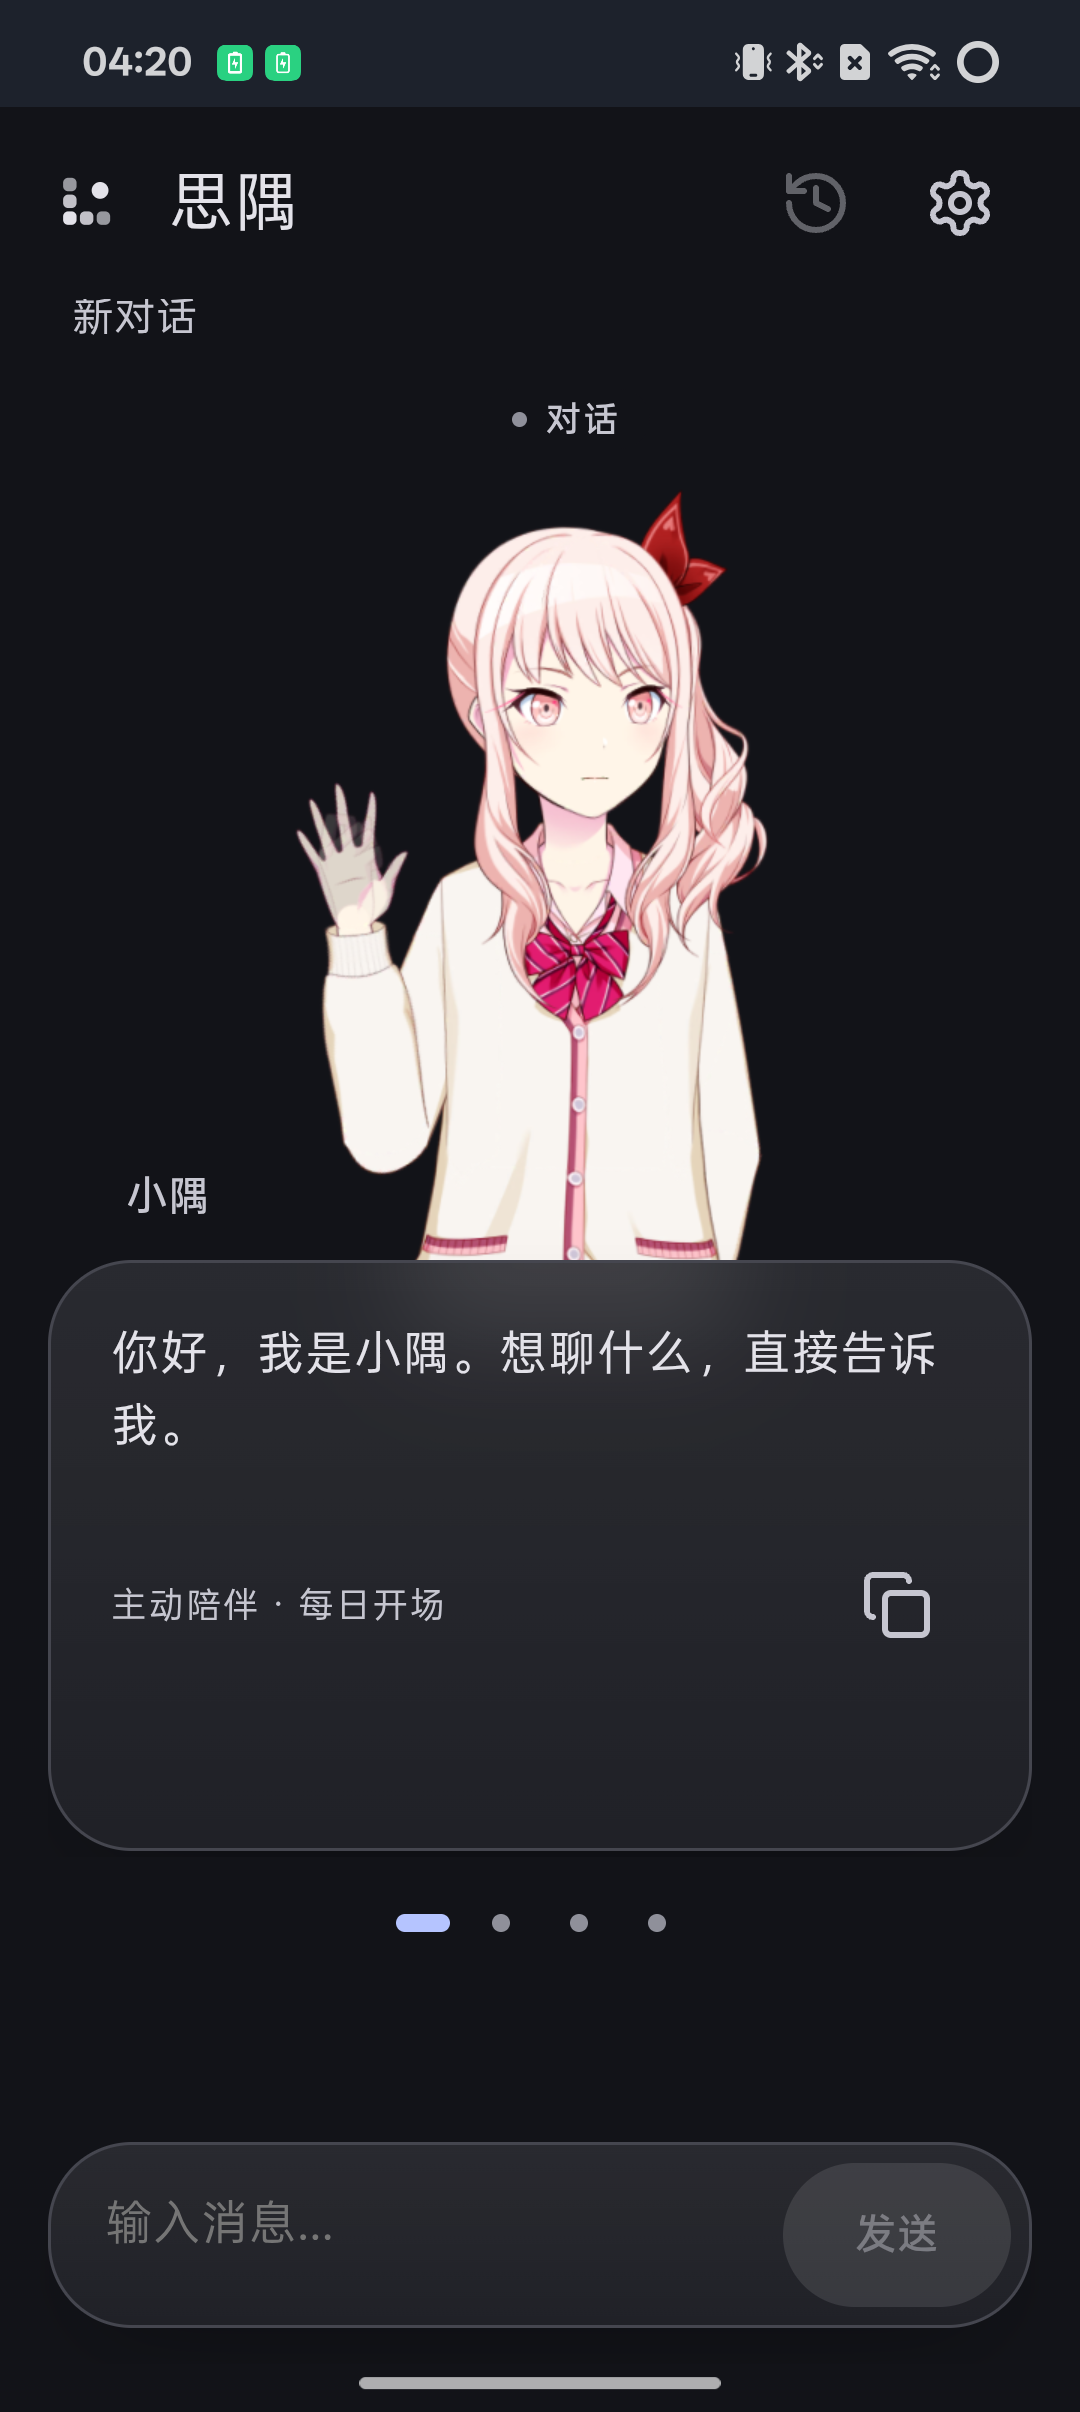 04:20
思隅
新对话
对话
小隅
你好，我是小隅。想聊什么，直接告诉
我。
主动陪伴 · 每日开场
输入消息...
发送